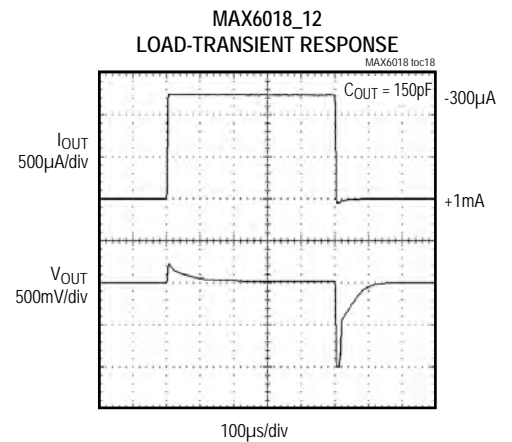 MAX6018_12
LOAD-TRANSIENT RESPONSE
MAX6018 toc18
COUT = 150pF
-300µA
IOUT
500µA/div
+1mA
VOUT
500mV/div
100µs/div